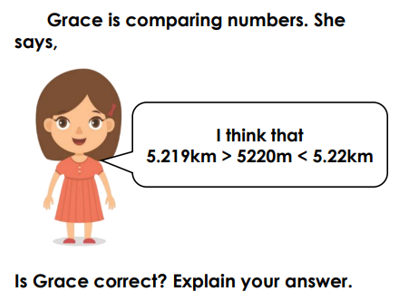 Grace is comparing numbers. She
says,
I think that
5.219km > 5220m < 5.22km
Is Grace correct? Explain your answer.